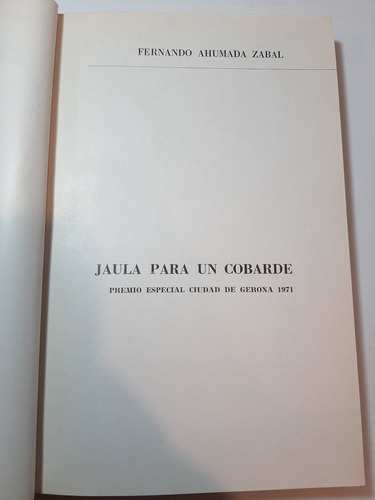 FERNANDO AHUMADA ZABAL
JAULA PARA UN COBARDE
PREMIO ESPECIAL CIUDAD DE GERONA 1971